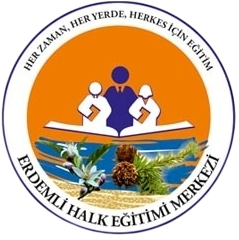 HER ZAMAN, HER YERDE, HERKES İÇİN EĞİTİM
ERDEMLİ HALK EĞİTİMİ MERKEZİ